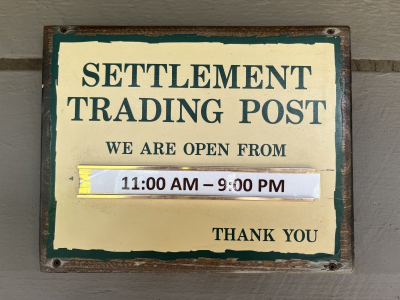 SETTLEMENT
TRADING POST
WE ARE OPEN FROM
11:00 AM – 9:00 PM
THANK YOU